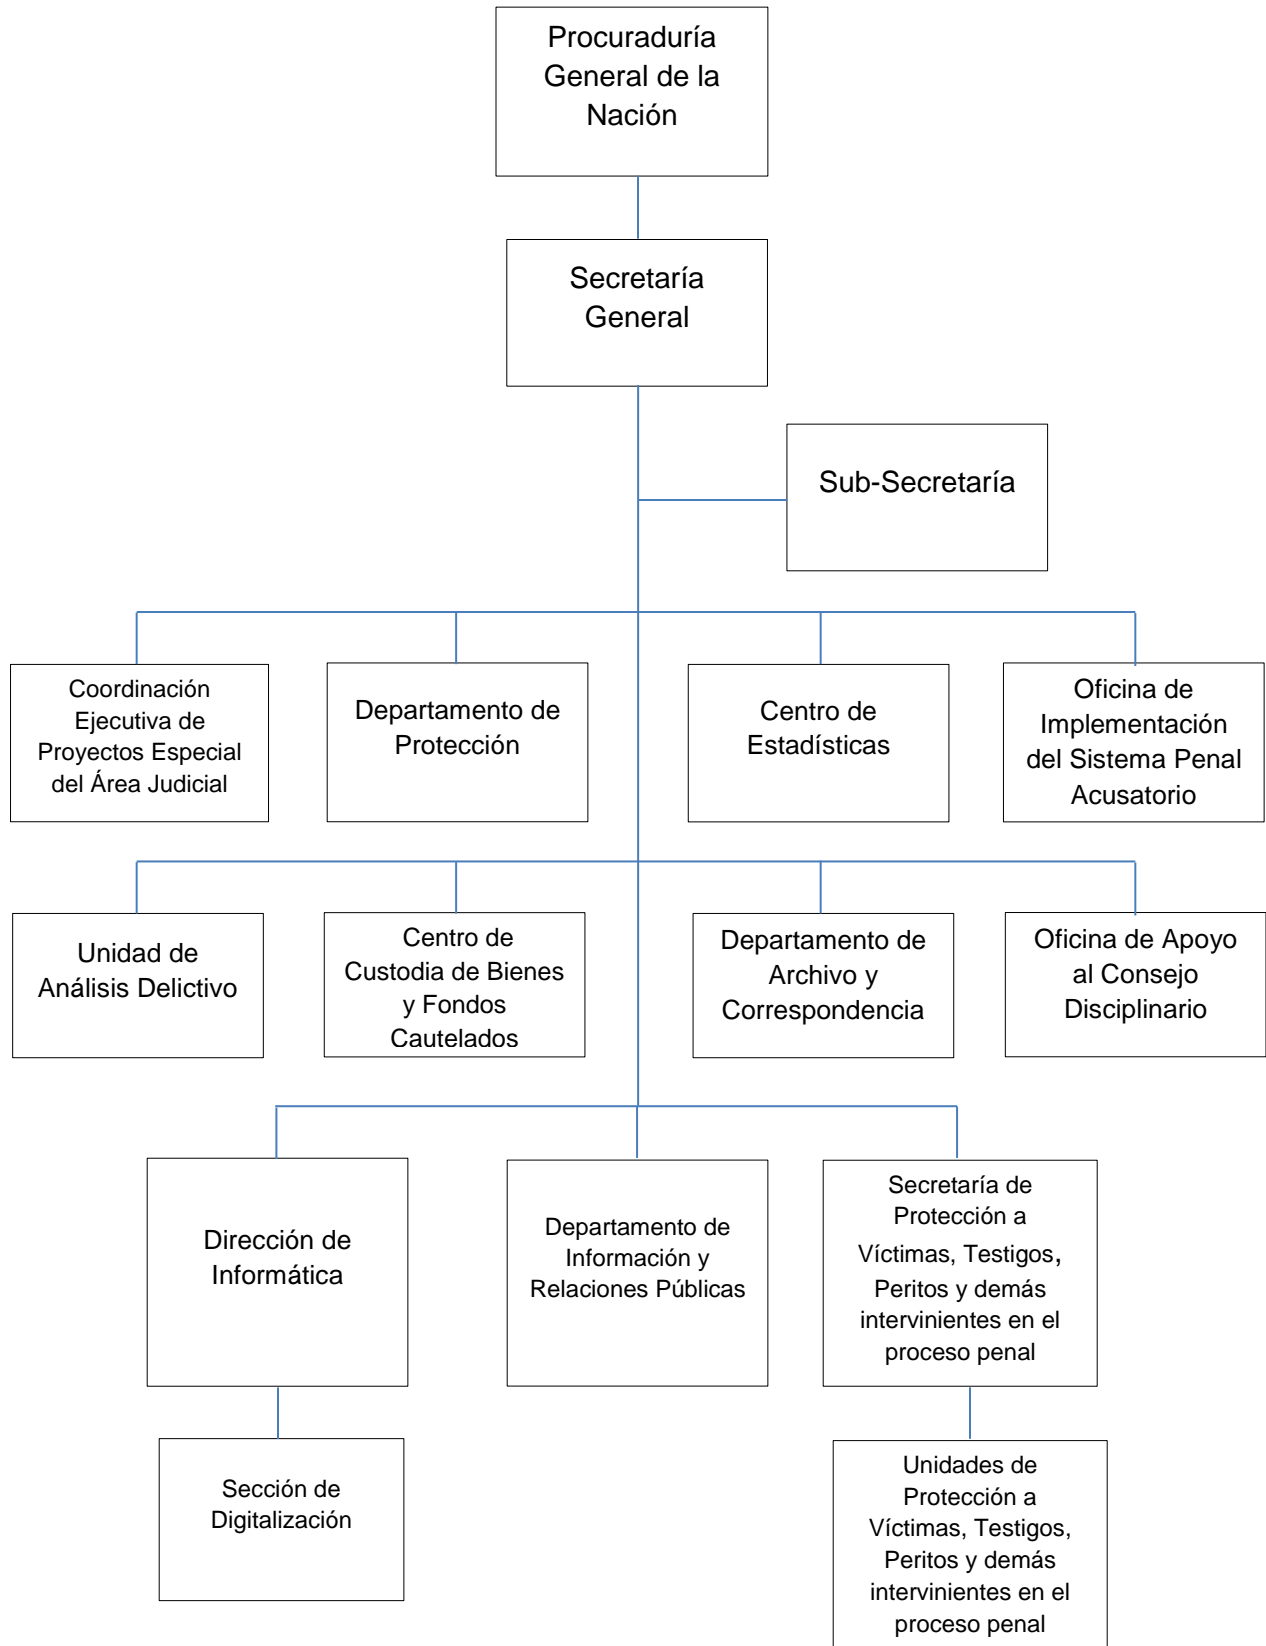 Procuraduría
General de la
Nación
Secretaría
General
Sub-Secretaría
Coordinación
Ejecutiva de
Proyectos Especial
del Área Judicial
Departamento de
Protección
Centro de
Estadísticas
Oficina de
Implementación
del Sistema Penal
Acusatorio
Unidad de
Análisis Delictivo
Centro de
Custodia de Bienes
y Fondos
Cautelados
Departamento de
Archivo y
Correspondencia
Oficina de Apoyo
al Consejo
Disciplinario
Dirección de
Informática
Departamento de
Información y
Relaciones Públicas
Secretaría de
Protección a
Víctimas, Testigos,
Peritos y demás
intervinientes en el
proceso penal
Sección de
Digitalización
Unidades de
Protección a
Víctimas, Testigos,
Peritos y demás
intervinientes en el
proceso penal